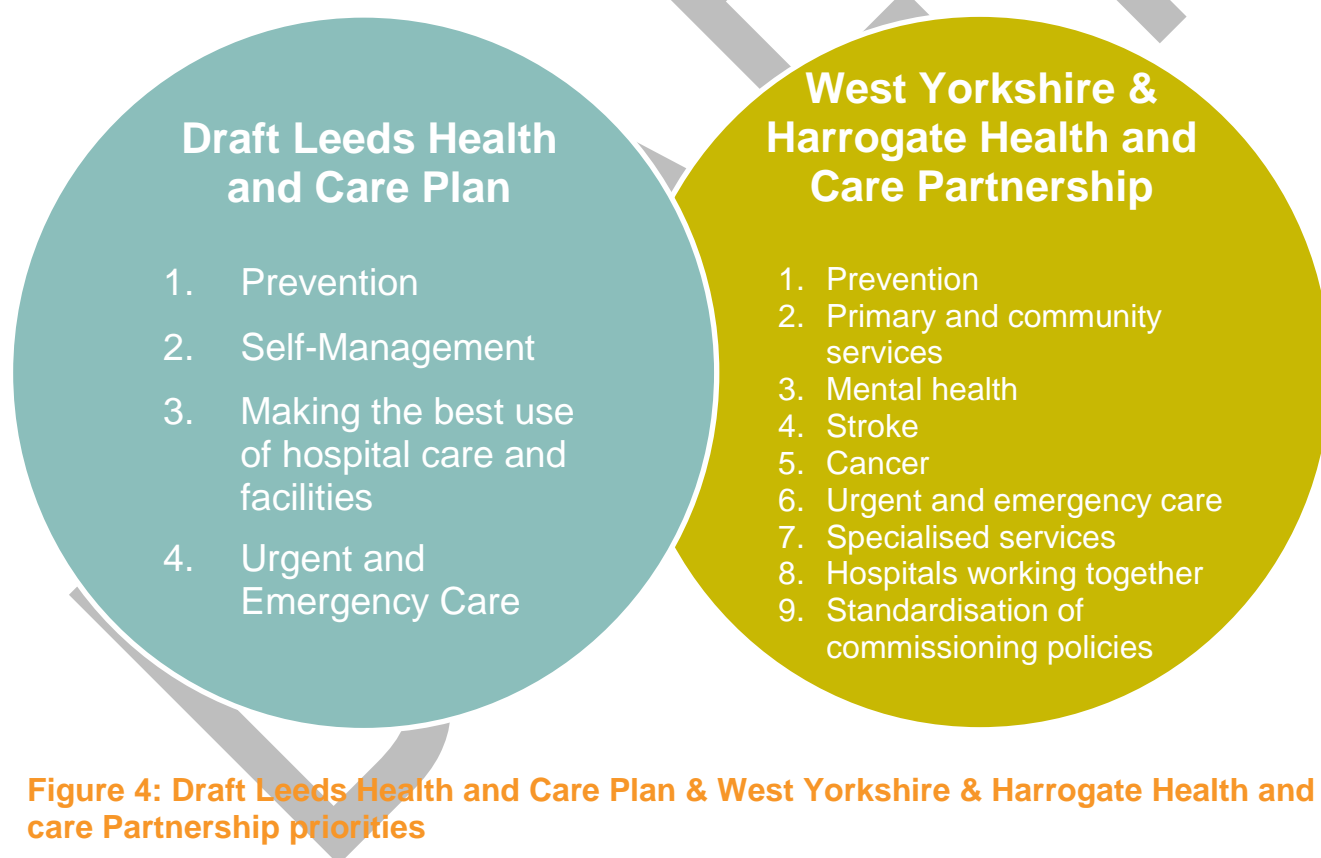 Draft Leeds Health
and Care Plan
1. Prevention
2. Self-Management
3. Making the best use
of hospital care and
facilities
4. Urgent and
Emergency Care
West Yorkshire &
Harrogate Health and
Care Partnership
1. Prevention
2. Primary and community
services
3. Mental health
4. Stroke
5. Cancer
6. Urgent and emergency care
7. Specialised services
8. Hospitals working together
9. Standardisation of
commissioning policies
Figure 4: Draft Leeds Health and Care Plan & West Yorkshire & Harrogate Health and
care Partnership priorities